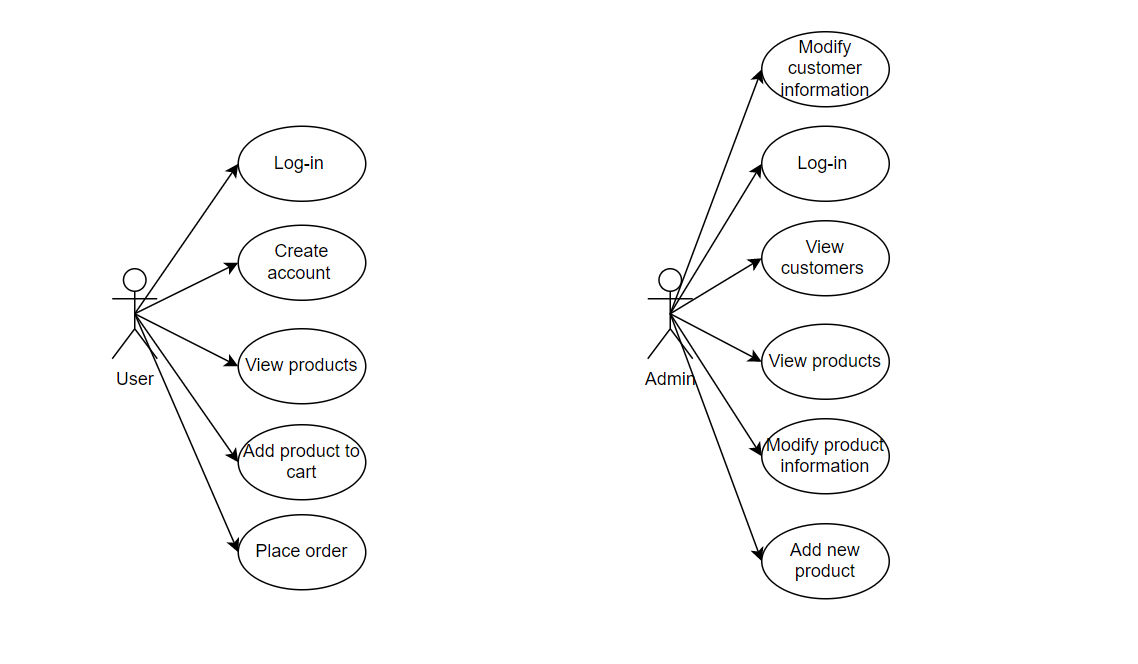 Log-in
Create
account
View products
Add product to
cart
Place order
User
Modify
customer
information
Log-in
View
customers
View products
Modify product
information
Add new
product
Admin